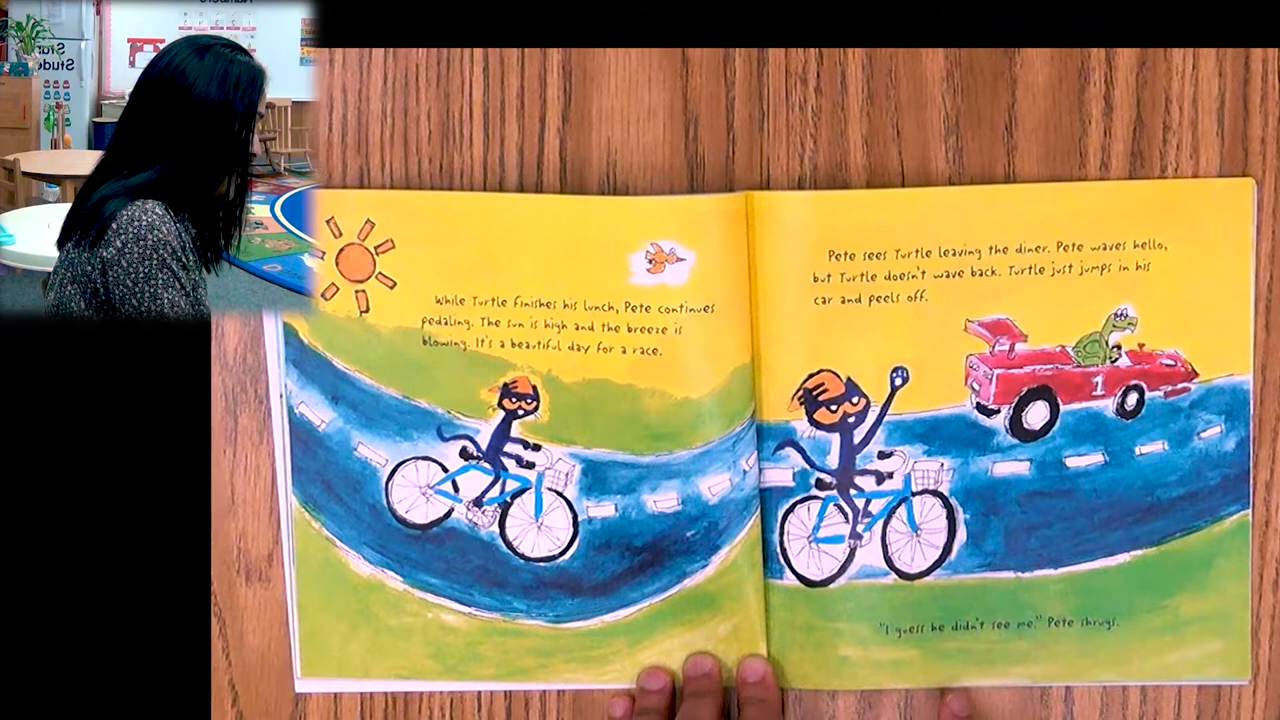 While Turtle finishes his lunch, Pete continues
pedaling. The sun is high and the breeze is
blowing. It's a beautiful day for a race.
Pete sees Turtle leaving the diner. Pete waves hello,
but Turtle doesn't wave back. Turtle just jumps in his
car and peels off.
1
"I guess he didn't see me." Pete shrugs.